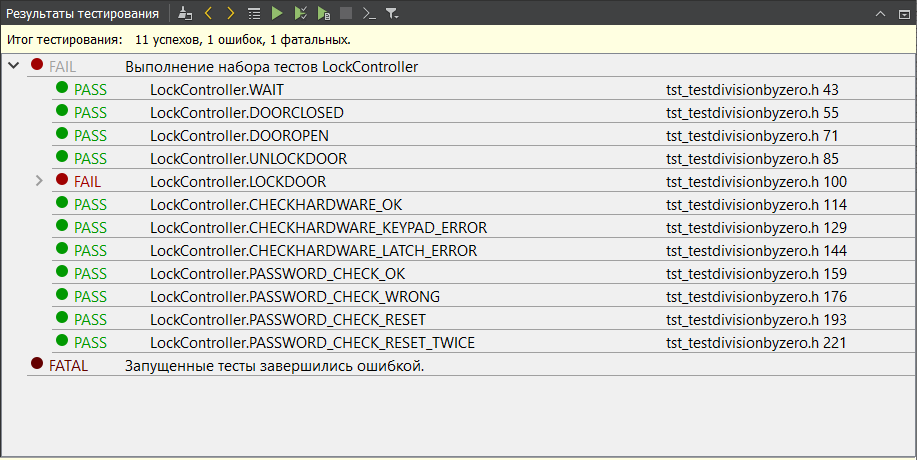 Результаты тестирования
Итог тестирования: 11 успехов, 1 ошибок, 1 фатальных.
FAIL Выполнение набора тестов LockController
PASS LockController.WAIT tst_testdivisionbyzero.h 43
PASS LockController.DOORCLOSED tst_testdivisionbyzero.h 55
PASS LockController.DOOROPEN tst_testdivisionbyzero.h 71
PASS LockController.UNLOCKDOOR tst_testdivisionbyzero.h 85
FAIL LockController.LOCKDOOR tst_testdivisionbyzero.h 100
PASS LockController.CHECKHARDWARE_OK tst_testdivisionbyzero.h 114
PASS LockController.CHECKHARDWARE_KEYPAD_ERROR tst_testdivisionbyzero.h 129
PASS LockController.CHECKHARDWARE_LATCH_ERROR tst_testdivisionbyzero.h 144
PASS LockController.PASSWORD_CHECK_OK tst_testdivisionbyzero.h 159
PASS LockController.PASSWORD_CHECK_WRONG tst_testdivisionbyzero.h 176
PASS LockController.PASSWORD_CHECK_RESET tst_testdivisionbyzero.h 193
PASS LockController.PASSWORD_CHECK_RESET_TWICE tst_testdivisionbyzero.h 221
FATAL Запущенные тесты завершились ошибкой.